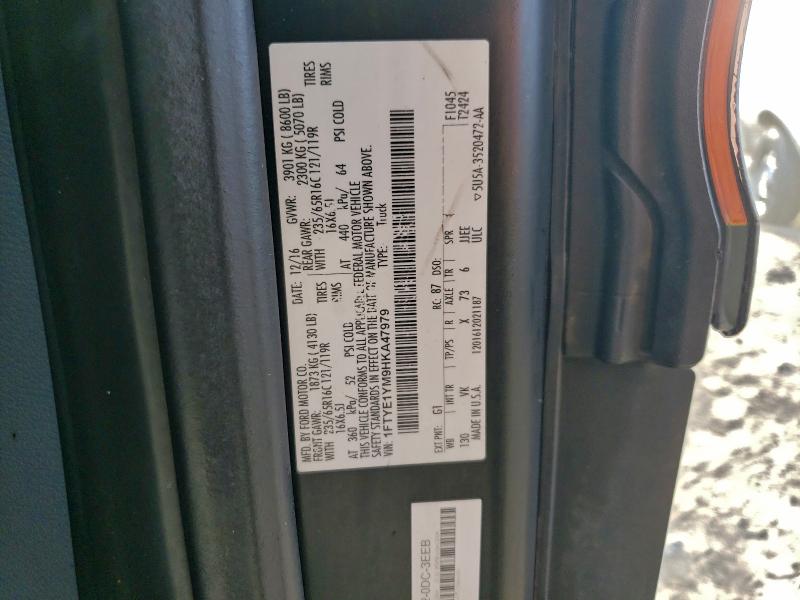 MFD. BY FORD MOTOR CO.
DATE: 12/16 GVWR: 3901 KG ( 8600 LB)
FRONT GAWR: 1873 KG ( 4130 LB)
REAR GAWR: 2300 KG ( 5070 LB)
WITH 235/65R16C 121/119R TIRES
WITH 235/65R16C 121/119R TIRES
16X6.5J RIMS
16X6.5J RIMS
AT 360 kPa/ 52 PSI COLD
AT 440 kPa/ 64 PSI COLD
THIS VEHICLE CONFORMS TO ALL APPLICABLE FEDERAL MOTOR VEHICLE
SAFETY STANDARDS IN EFFECT ON THE DATE OF MANUFACTURE SHOWN ABOVE.
VIN: 1FTYE1YM9HKA47979
TYPE: Truck
EXT PNT: G1 RC: 87 DSO: F1045
WB INT TR TP/PS R AXLE TR SPR T2424
130 VK X 73 6 JJEE
ULC
MADE IN U.S.A. 1201612021187
▽ 5U5A-3520472-AA
0DC-3EEB